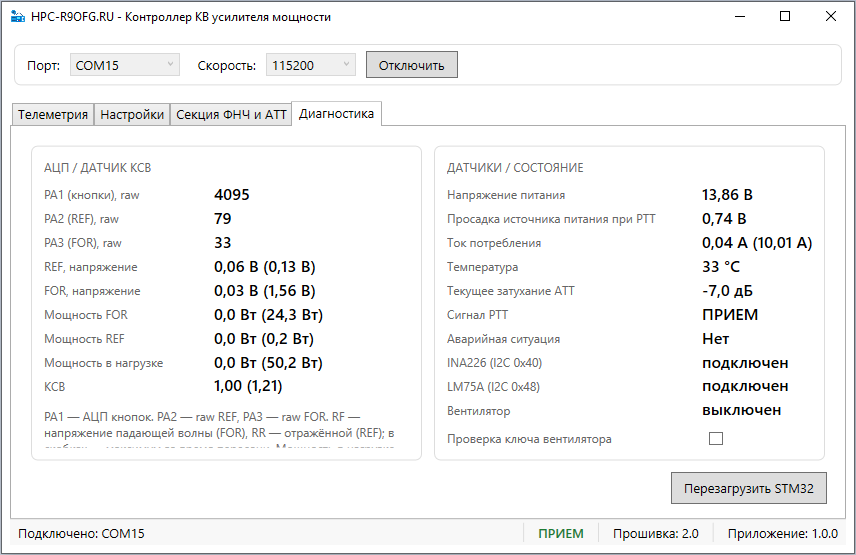 HPC-R9OFG.RU - Контроллер КВ усилителя мощности
Порт: COM15 Скорость: 115200 Отключить
Телеметрия Настройки Секция ФНЧ и АТТ Диагностика
АЦП / ДАТЧИК КСВ
PA1 (кнопки), raw 4095
PA2 (REF), raw 79
PA3 (FOR), raw 33
REF, напряжение 0,06 В (0,13 В)
FOR, напряжение 0,03 В (1,56 В)
Мощность FOR 0,0 Вт (24,3 Вт)
Мощность REF 0,0 Вт (0,2 Вт)
Мощность в нагрузке 0,0 Вт (50,2 Вт)
КСВ 1,00 (1,21)
PA1 — АЦП кнопок. PA2 — raw REF, PA3 — raw FOR. RF —
напряжение падающей волны (FOR), RR — отражённой (REF); в
ДАТЧИКИ / СОСТОЯНИЕ
Напряжение питания 13,86 В
Просадка источника питания при PTT 0,74 В
Ток потребления 0,04 А (10,01 А)
Температура 33 °C
Текущее затухание АТТ -7,0 дБ
Сигнал PTT ПРИЕМ
Аварийная ситуация Нет
INA226 (I2C 0x40) подключен
LM75A (I2C 0x48) подключен
Вентилятор выключен
Проверка ключа вентилятора
Перезагрузить STM32
Подключено: COM15 ПРИЕМ Прошивка: 2.0 Приложение: 1.0.0